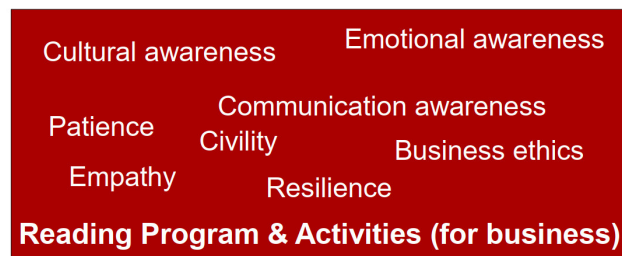 Cultural awareness
Emotional awareness
Communication awareness
Patience
Civility
Business ethics
Empathy
Resilience
Reading Program & Activities (for business)